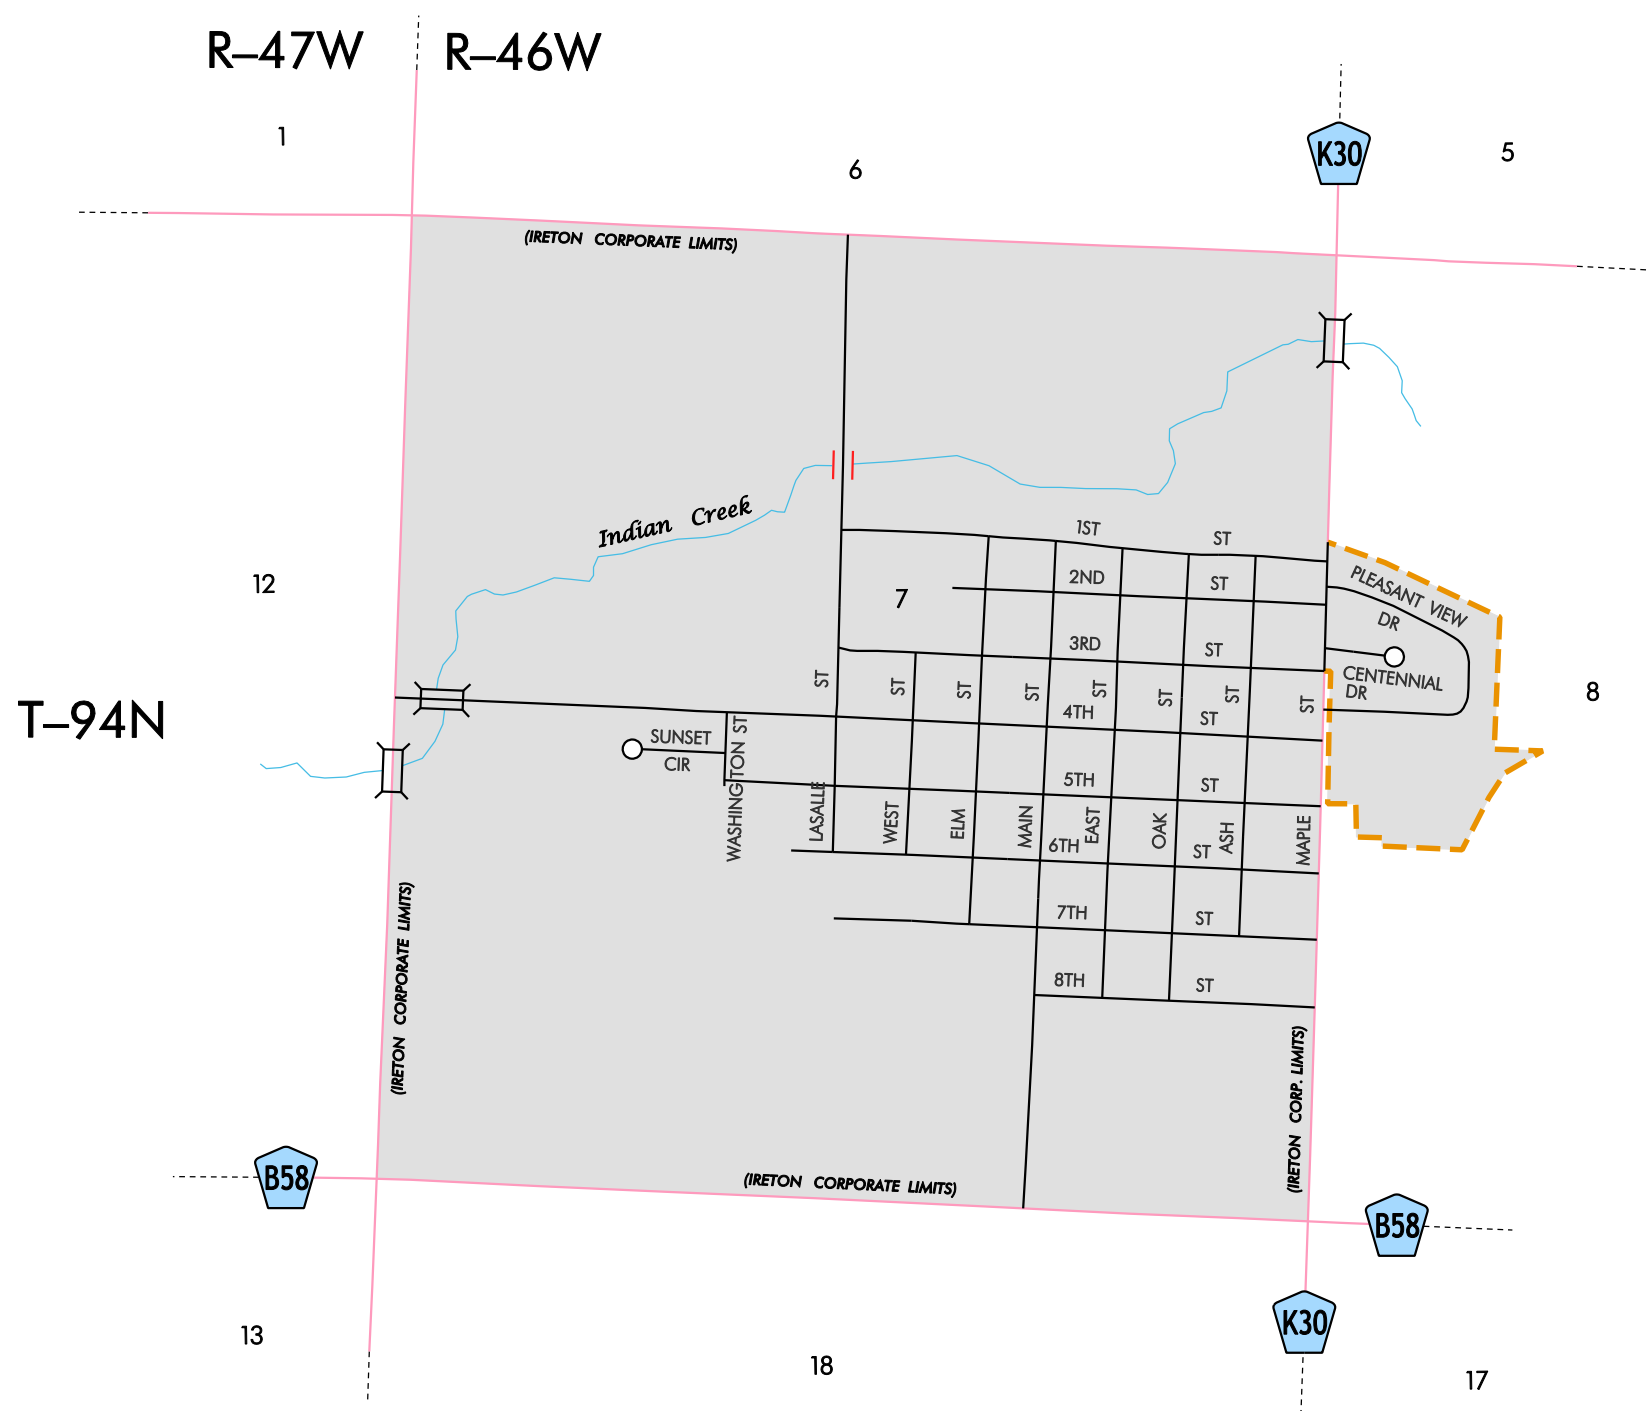 R–47W R–46W
1
6
K30
5
(IRETON CORPORATE LIMITS)
Indian Creek
1ST ST
2ND ST
PLEASANT VIEW DR
12
7
3RD ST
CENTENNIAL DR
8
T–94N
4TH ST
SUNSET CIR
5TH ST
6TH ST
7TH ST
8TH ST
WASHINGTON ST
LASALLE ST
WEST ST
ELM ST
MAIN ST
EAST ST
OAK ST
ASH ST
MAPLE ST
(IRETON CORPORATE LIMITS)
(IRETON CORP. LIMITS)
B58
(IRETON CORPORATE LIMITS)
B58
K30
13
18
17